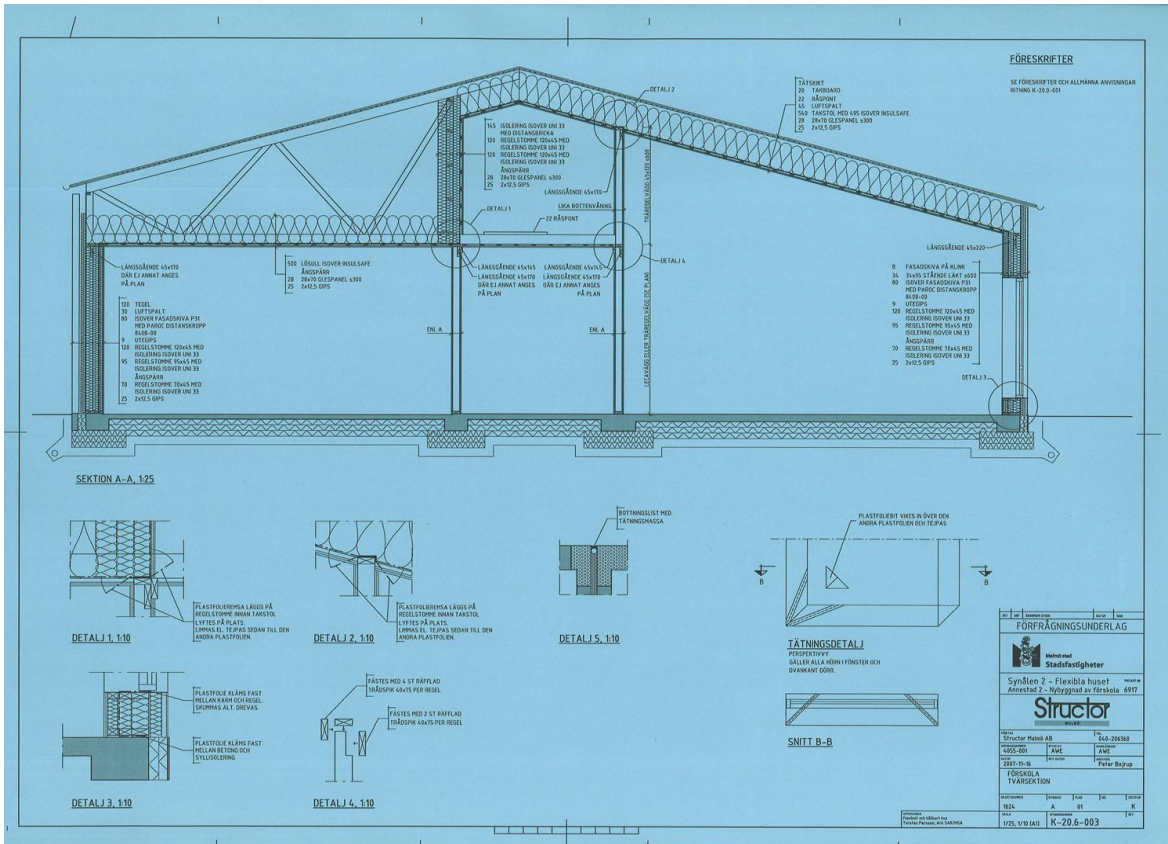 FÖRESKRIFTER
SE FÖRESKRIFTER OCH ALLMÄNNA ANVISNINGAR
RITNING K-20.0-001
DETALJ 2
TÄTSKIKT
20 TAKBOARD
22 RÅSPONT
45 LUFTSPALT
540 TAKSTOL MED 495 ISOVER INSULSAFE
28 28x70 GLESPANEL s300
25 2x12,5 GIPS
145 ISOLERING ISOVER UNI 33
MED DISTANSBRICKA
120 REGELSTOMME 120x45 MED
ISOLERING ISOVER UNI 33
120 REGELSTOMME 120x45 MED
ISOLERING ISOVER UNI 33
ÅNGSPÄRR
28 28x70 GLESPANEL s300
25 2x12,5 GIPS
LÄNGSGÅENDE 45x170
LIKA BOTTENVÅNING
DETALJ 1
22 RÅSPONT
TRÄREGELVÄGG 45x170 s600
LÄNGSGÅENDE 45x220
DETALJ 4
LÄNGSGÅENDE 45x170
DÄR EJ ANNAT ANGES
PÅ PLAN
500 LÖSULL ISOVER INSULSAFE
ÅNGSPÄRR
28 28x70 GLESPANEL s300
25 2x12,5 GIPS
LÄNGSGÅENDE 45x145
LÄNGSGÅENDE 45x170
DÄR EJ ANNAT ANGES
PÅ PLAN
LÄNGSGÅENDE 45x145
LÄNGSGÅENDE 45x170
DÄR EJ ANNAT ANGES
PÅ PLAN
8 FASADSKIVA PÅ KLINK
34 34x95 STÅENDE LÄKT s600
80 ISOVER FASADSKIVA P31
MED PAROC DISTANSKROPP
8408-00
9 UTEGIPS
120 REGELSTOMME 120x45 MED
ISOLERING ISOVER UNI 33
95 REGELSTOMME 95x45 MED
ISOLERING ISOVER UNI 33
ÅNGSPÄRR
70 REGELSTOMME 70x45 MED
ISOLERING ISOVER UNI 33
25 2x12,5 GIPS
120 TEGEL
30 LUFTSPALT
80 ISOVER FASADSKIVA P31
MED PAROC DISTANSKROPP
8408-00
9 UTEGIPS
120 REGELSTOMME 120x45 MED
ISOLERING ISOVER UNI 33
95 REGELSTOMME 95x45 MED
ISOLERING ISOVER UNI 33
ÅNGSPÄRR
70 REGELSTOMME 70x45 MED
ISOLERING ISOVER UNI 33
25 2x12,5 GIPS
ENL A
ENL A
LECAVÄGG ELLER TRÄREGELVÄGG (SE PLAN)
DETALJ 3
SEKTION A-A, 1:25
PLASTFOLIEREMSA LÄGGS PÅ
REGELSTOMME INNAN TAKSTOL
LYFTES PÅ PLATS.
LIMMAS EL. TEJPAS SEDAN TILL DEN
ANDRA PLASTFOLIEN.
DETALJ 1, 1:10
PLASTFOLIEREMSA LÄGGS PÅ
REGELSTOMME INNAN TAKSTOL
LYFTES PÅ PLATS.
LIMMAS EL. TEJPAS SEDAN TILL DEN
ANDRA PLASTFOLIEN.
DETALJ 2, 1:10
BOTTNINGSLIST MED
TÄTNINGSMASSA
DETALJ 5, 1:10
PLASTFOLIEBIT VIKES IN ÖVER DEN
ANDRA PLASTFOLIEN OCH TEJPAS
B
B
TÄTNINGSDETALJ
PERSPEKTIVVY
GÄLLER ALLA HÖRN I FÖNSTER OCH
OVANKANT DÖRR.
SNITT B-B
PLASTFOLIE KLÄMS FAST
MELLAN KARM OCH REGEL.
SKUMMAS ALT. DREVAS.
PLASTFOLIE KLÄMS FAST
MELLAN BETONG OCH
SYLLISOLERING
DETALJ 3, 1:10
FÄSTES MED 4 ST RÄFFLAD
TRÅDSPIK 40x75 PER REGEL
FÄSTES MED 2 ST RÄFFLAD
TRÅDSPIK 40x75 PER REGEL
DETALJ 4, 1:10
FÖRFRÅGNINGSUNDERLAG
Malmö stad
Stadsfastigheter
Synålen 2 - Flexibla huset
Annestad 2 - Nybyggnad av förskola 6917
Structor
MALMÖ
Structor Malmö AB
040-206360
4055-001 AWE AWE
2007-11-16 Peter Bojrup
FÖRSKOLA
TVÄRSEKTION
1624 A 01 K
1/25, 1/10 (A1) K-20.6-003